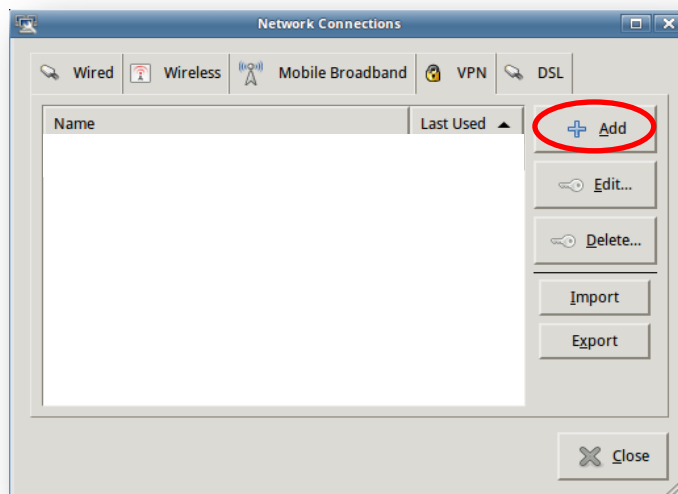 Network Connections
Wired Wireless Mobile Broadband VPN DSL
Name Last Used
Add
Edit...
Delete...
Import
Export
Close